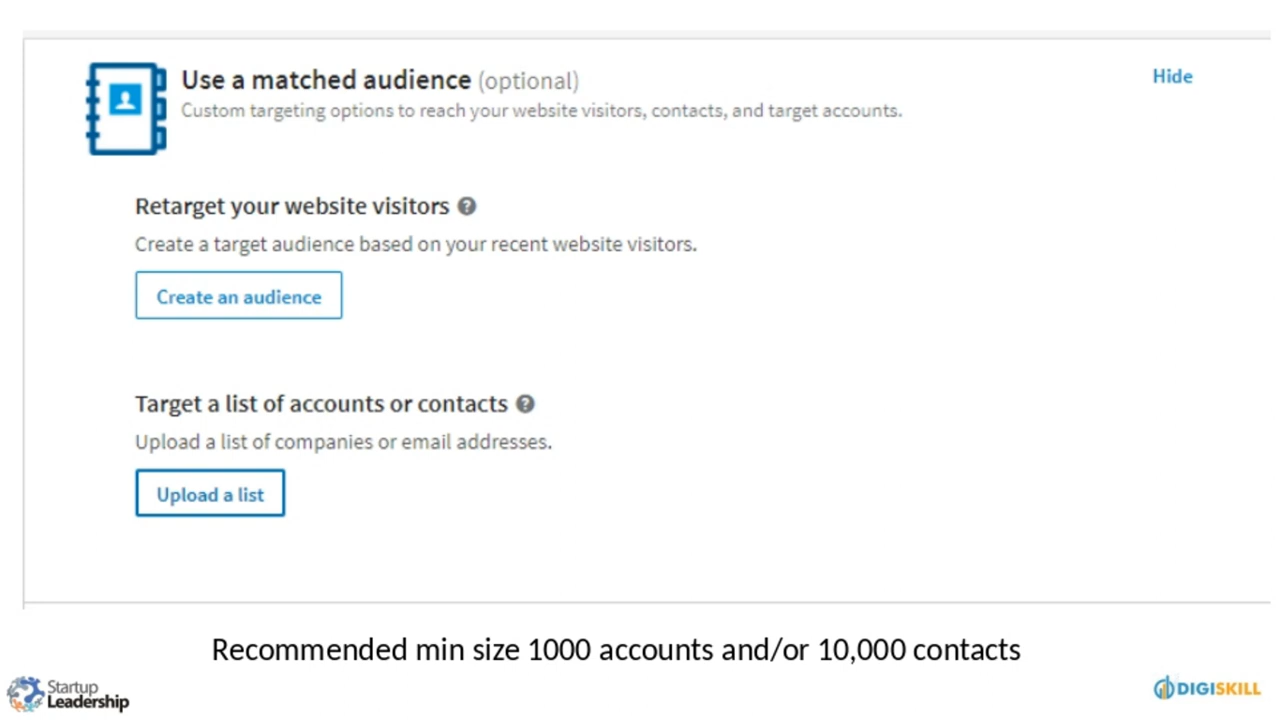 Use a matched audience (optional)
Hide
Custom targeting options to reach your website visitors, contacts, and target accounts.
Retarget your website visitors ?
Create a target audience based on your recent website visitors.
Create an audience
Target a list of accounts or contacts ?
Upload a list of companies or email addresses.
Upload a list
Recommended min size 1000 accounts and/or 10,000 contacts
Startup
Leadership
DIGISKILL